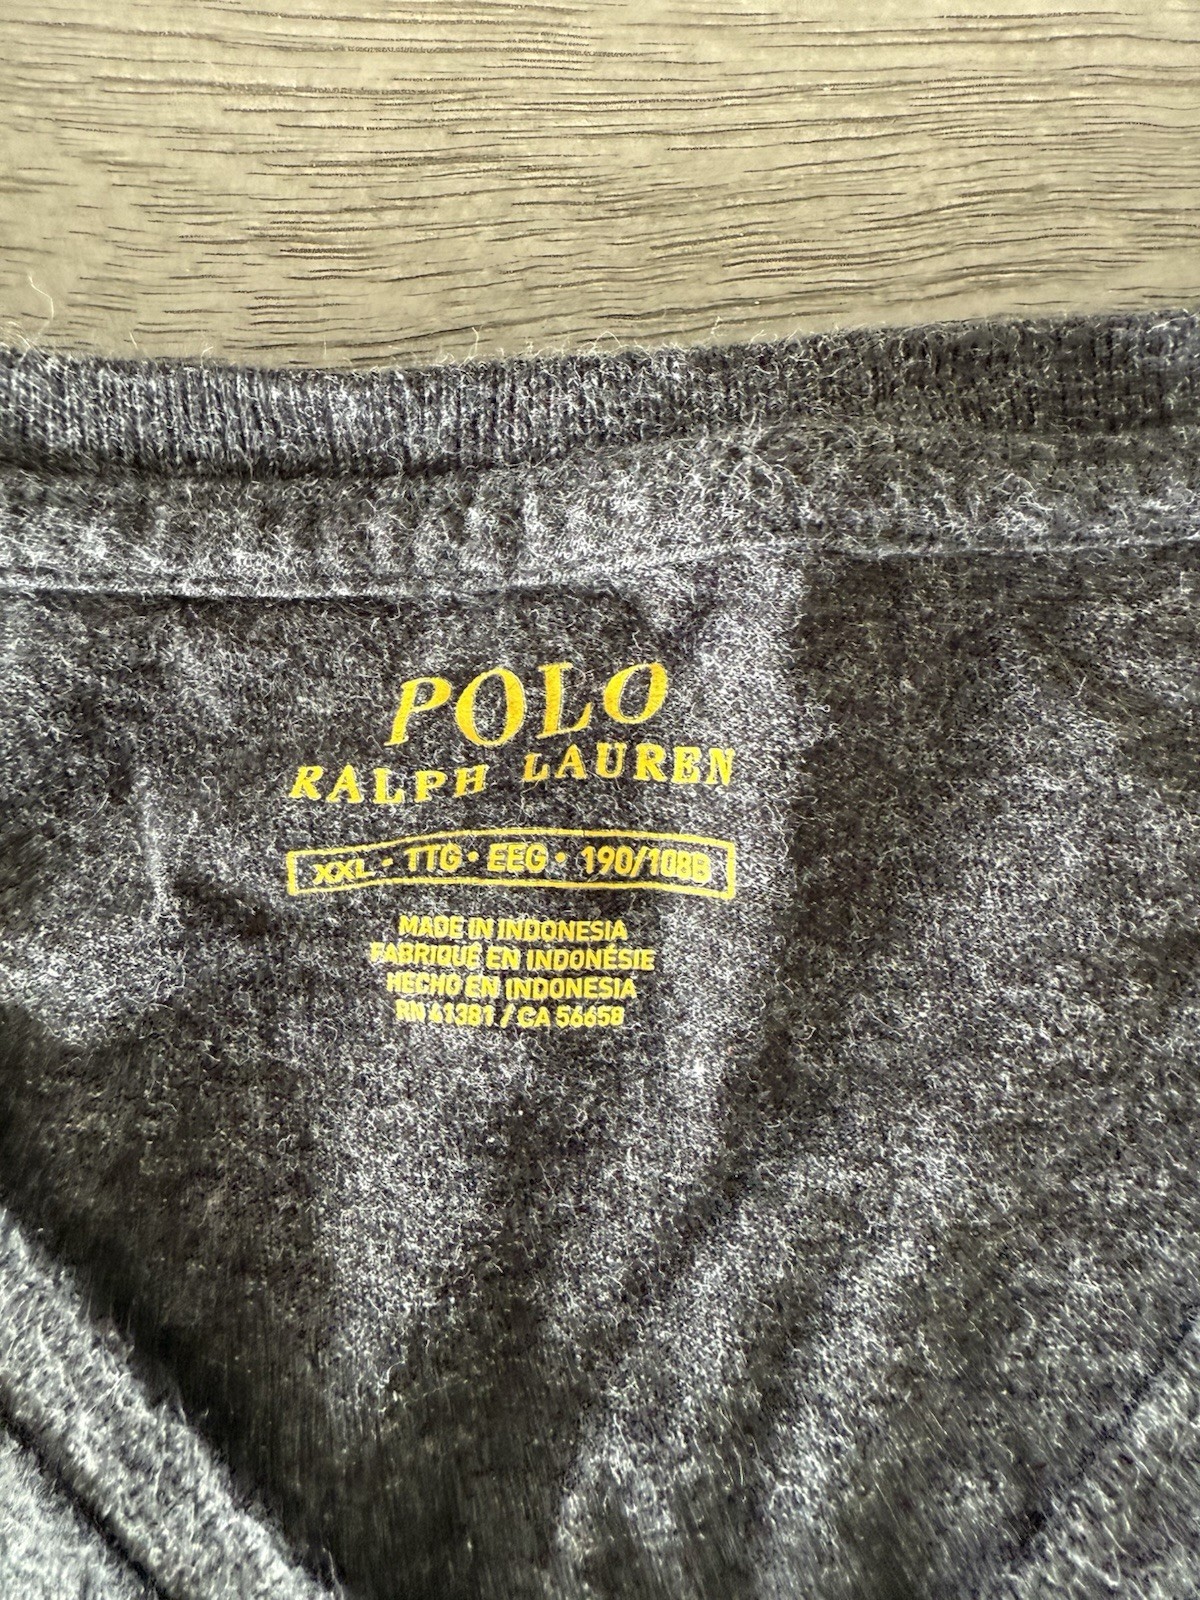 POLO
RALPH LAUREN
XXL • TTG • EEG • 190/108B
MADE IN INDONESIA
FABRIQUÉ EN INDONÉSIE
HECHO EN INDONESIA
RN 41381 / CA 56658